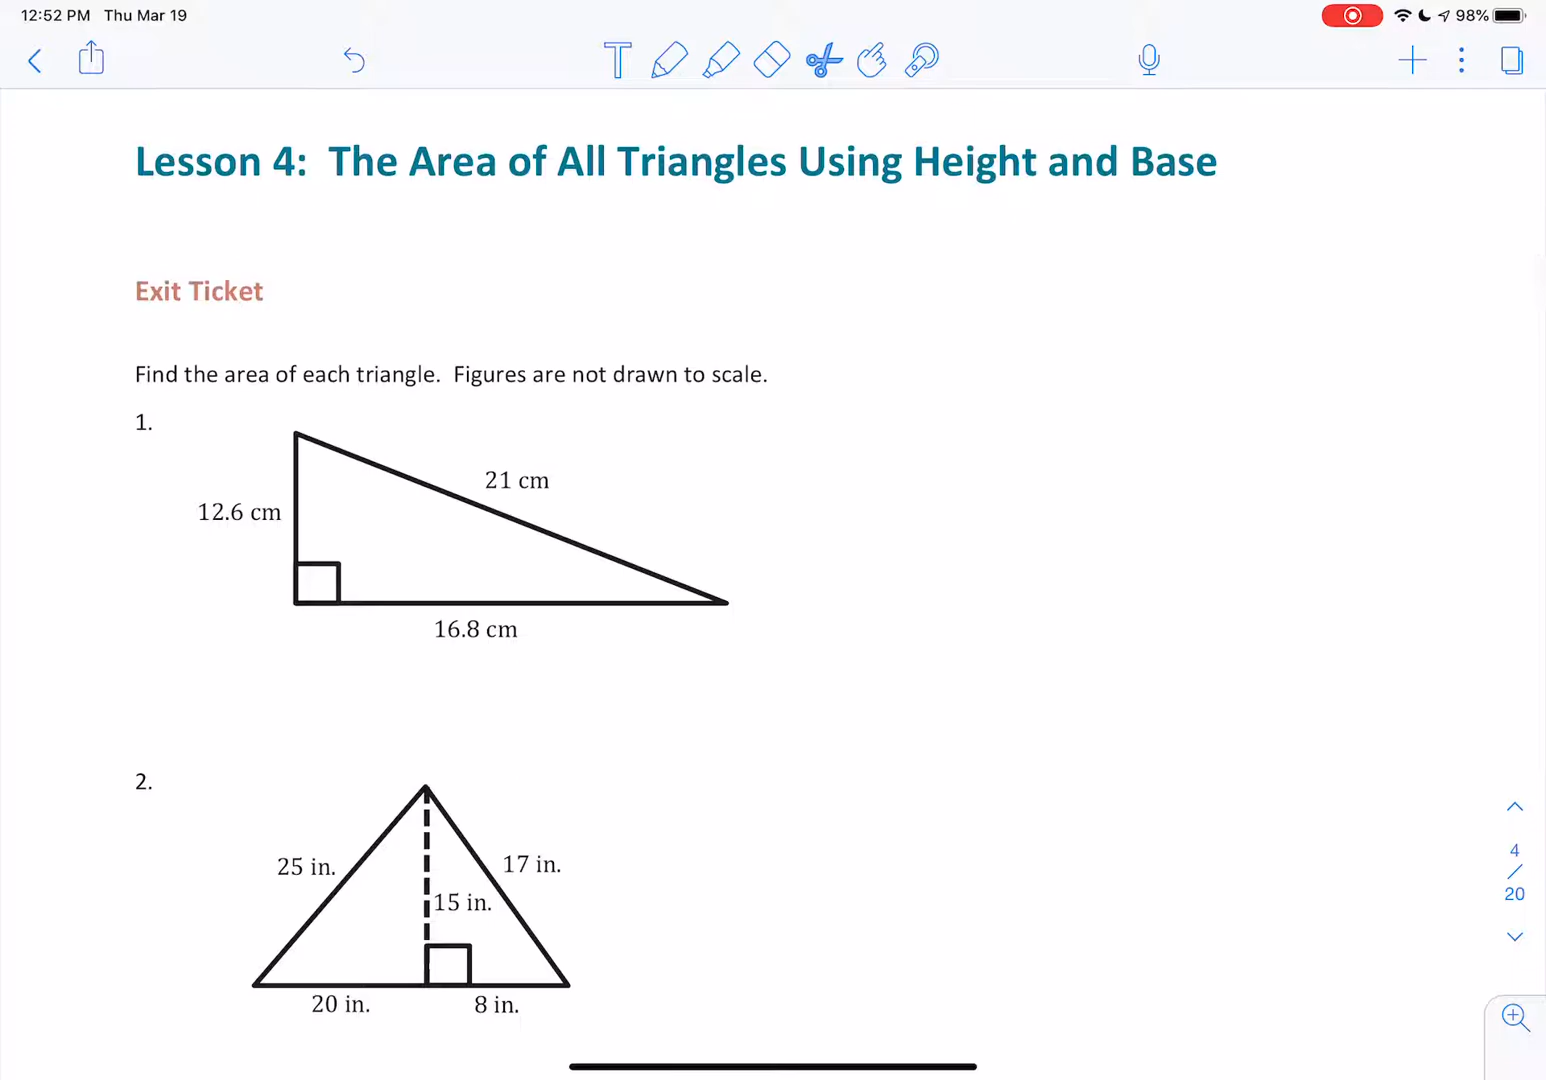 12:52 PM Thu Mar 19
98%
T
Lesson 4: The Area of All Triangles Using Height and Base
Exit Ticket
Find the area of each triangle. Figures are not drawn to scale.
1.
21 cm
12.6 cm
16.8 cm
2.
25 in.
17 in.
15 in.
20 in.
8 in.
4
/
20